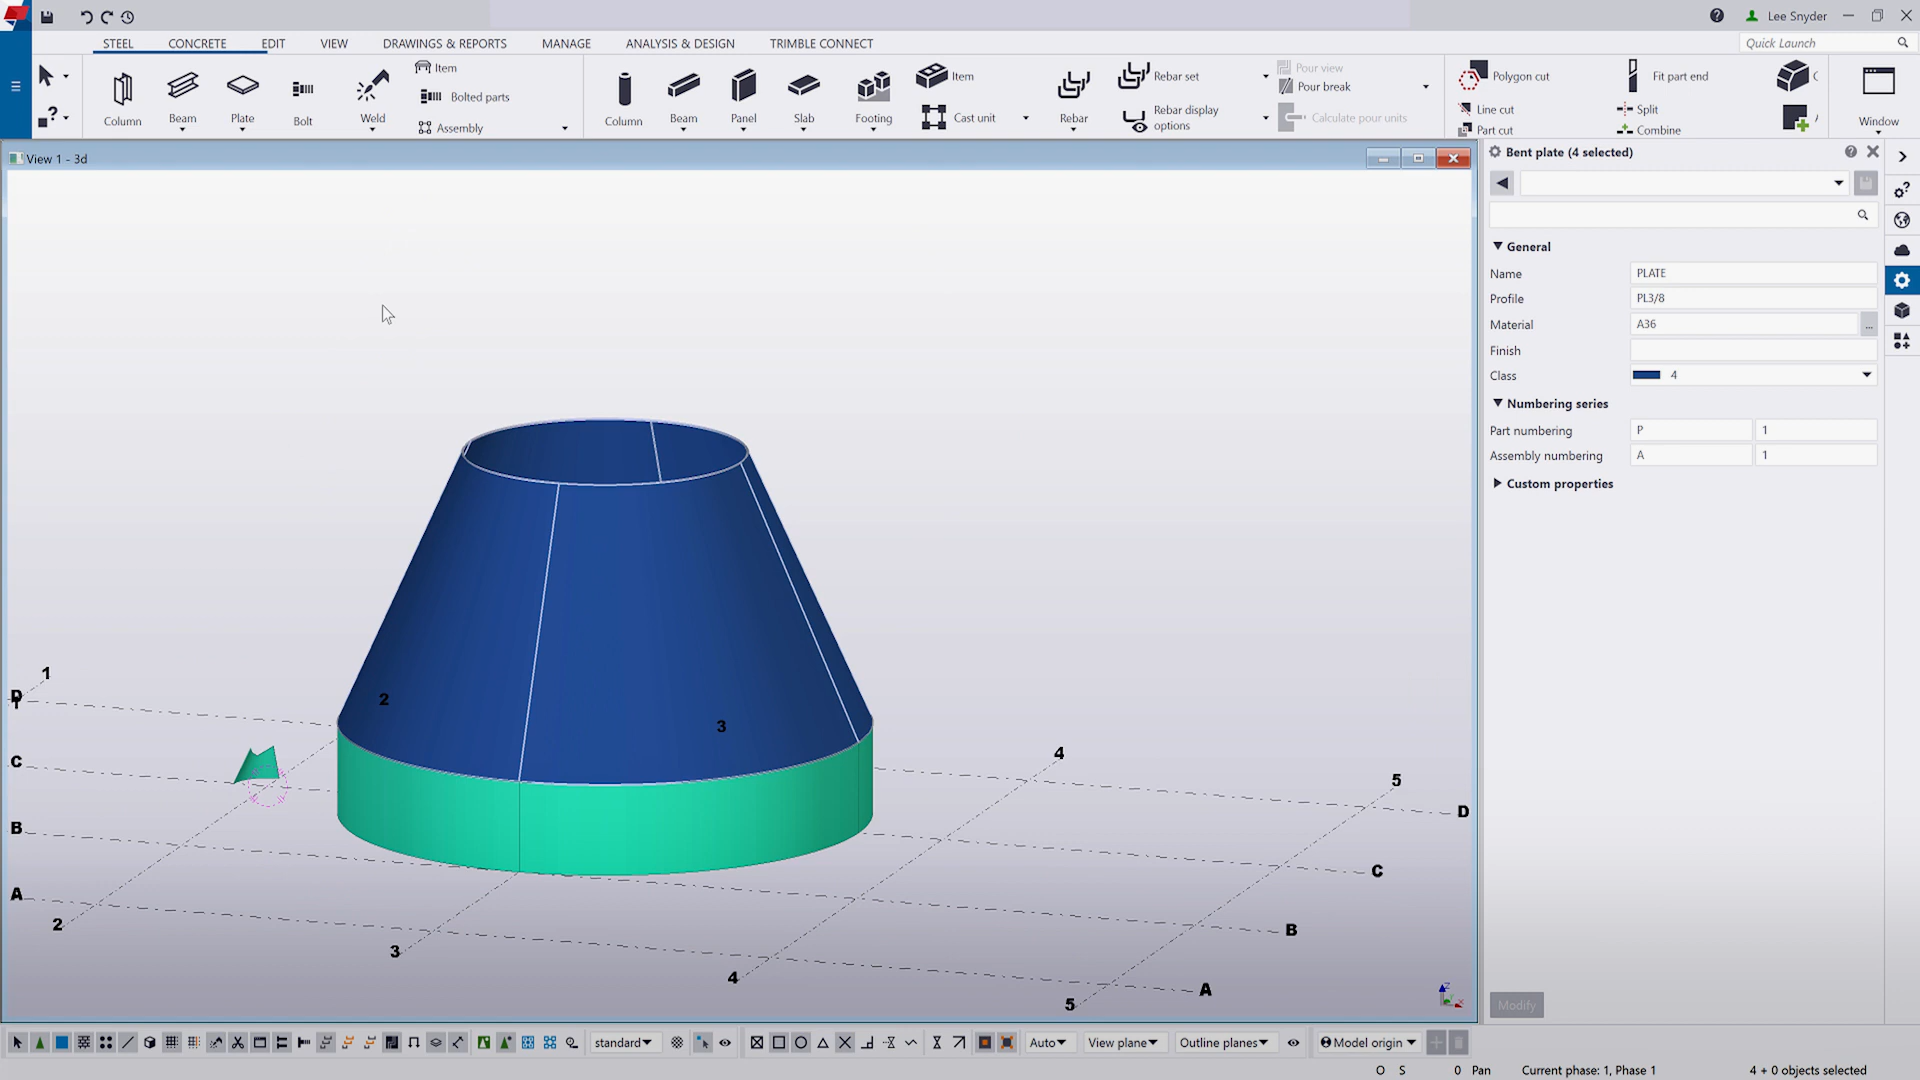 Lee Snyder
STEEL CONCRETE EDIT VIEW DRAWINGS & REPORTS MANAGE ANALYSIS & DESIGN TRIMBLE CONNECT Quick Launch
Column Beam Plate Bolt Weld Item Bolted parts Assembly
Column Beam Panel Slab Footing Item Cast unit
Rebar Rebar set Rebar display options
Pour view Pour break Calculate pour units
Polygon cut Line cut Part cut Fit part end Split Combine
Window
View 1 - 3d
Bent plate (4 selected)
General
Name PLATE
Profile PL3/8
Material A36 ...
Finish
Class 4
Numbering series
Part numbering P 1
Assembly numbering A 1
Custom properties
Modify
1
D
2
3
C
4
5
B
D
A
C
2
B
3
4
A
5
standard Auto View plane Outline planes Model origin
O S 0 Pan Current phase: 1, Phase 1 4 + 0 objects selected